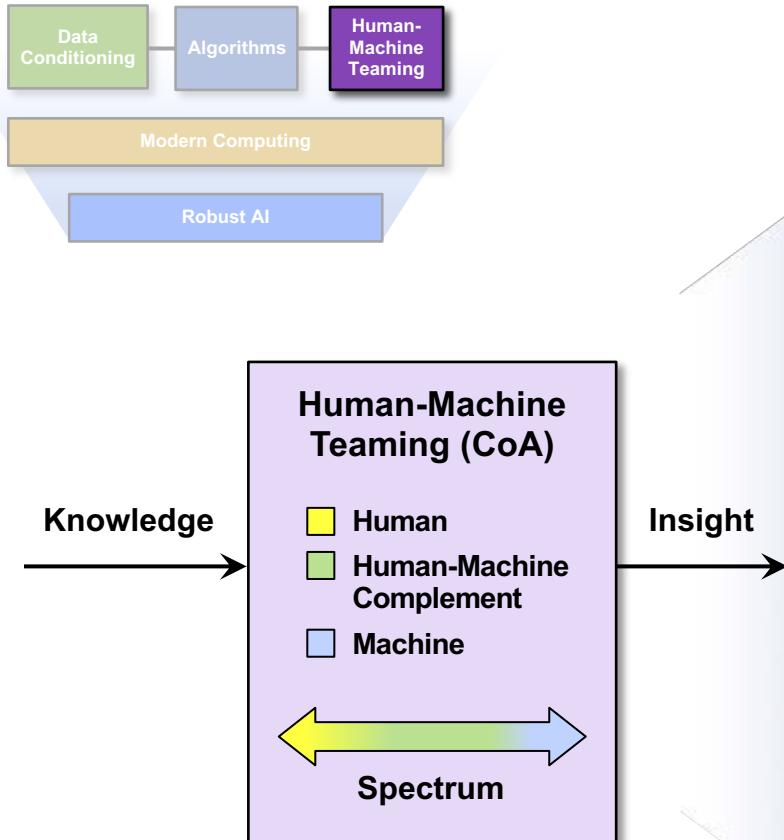 Data
Conditioning
Algorithms
Human-
Machine
Teaming
Modern Computing
Robust AI
Human-Machine
Teaming (CoA)
Knowledge
Human
Human-Machine
Complement
Machine
Insight
Spectrum